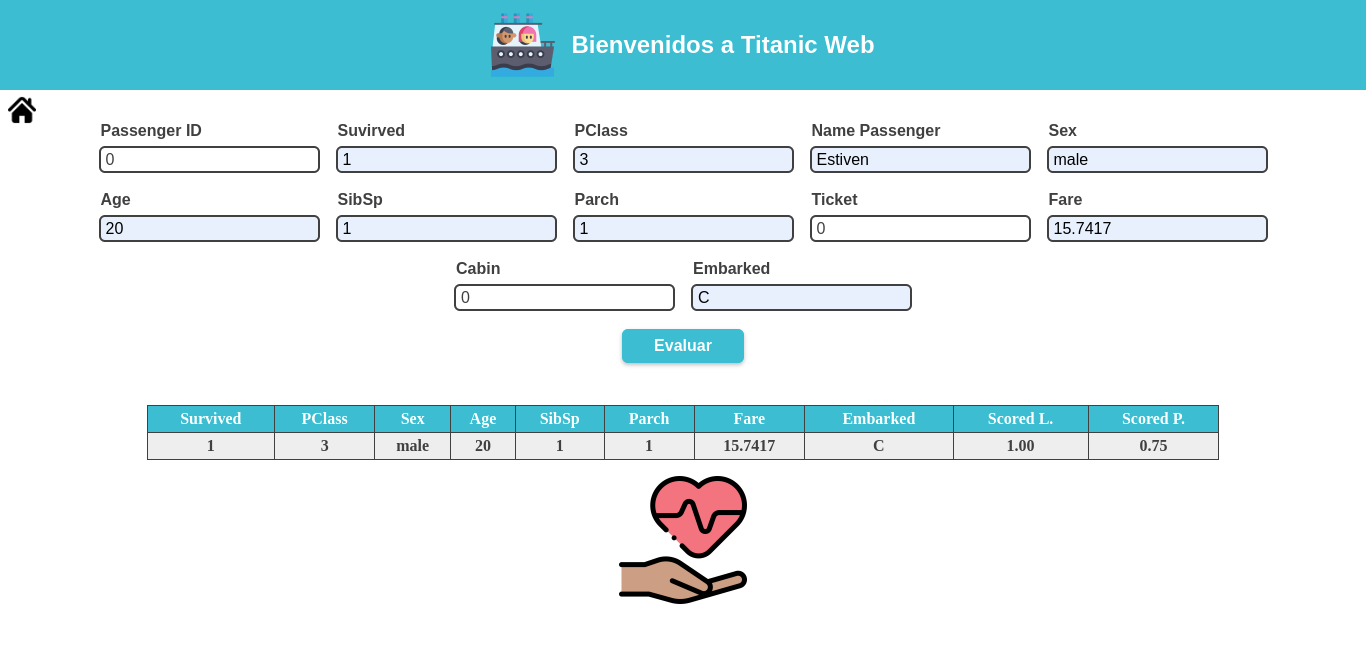 Bienvenidos a Titanic Web
Passenger ID Suvirved PClass Name Passenger Sex
0 1 3 Estiven male
Age SibSp Parch Ticket Fare
20 1 1 0 15.7417
Cabin Embarked
0 C
Evaluar
Survived PClass Sex Age SibSp Parch Fare Embarked Scored L. Scored P.
1 3 male 20 1 1 15.7417 C 1.00 0.75